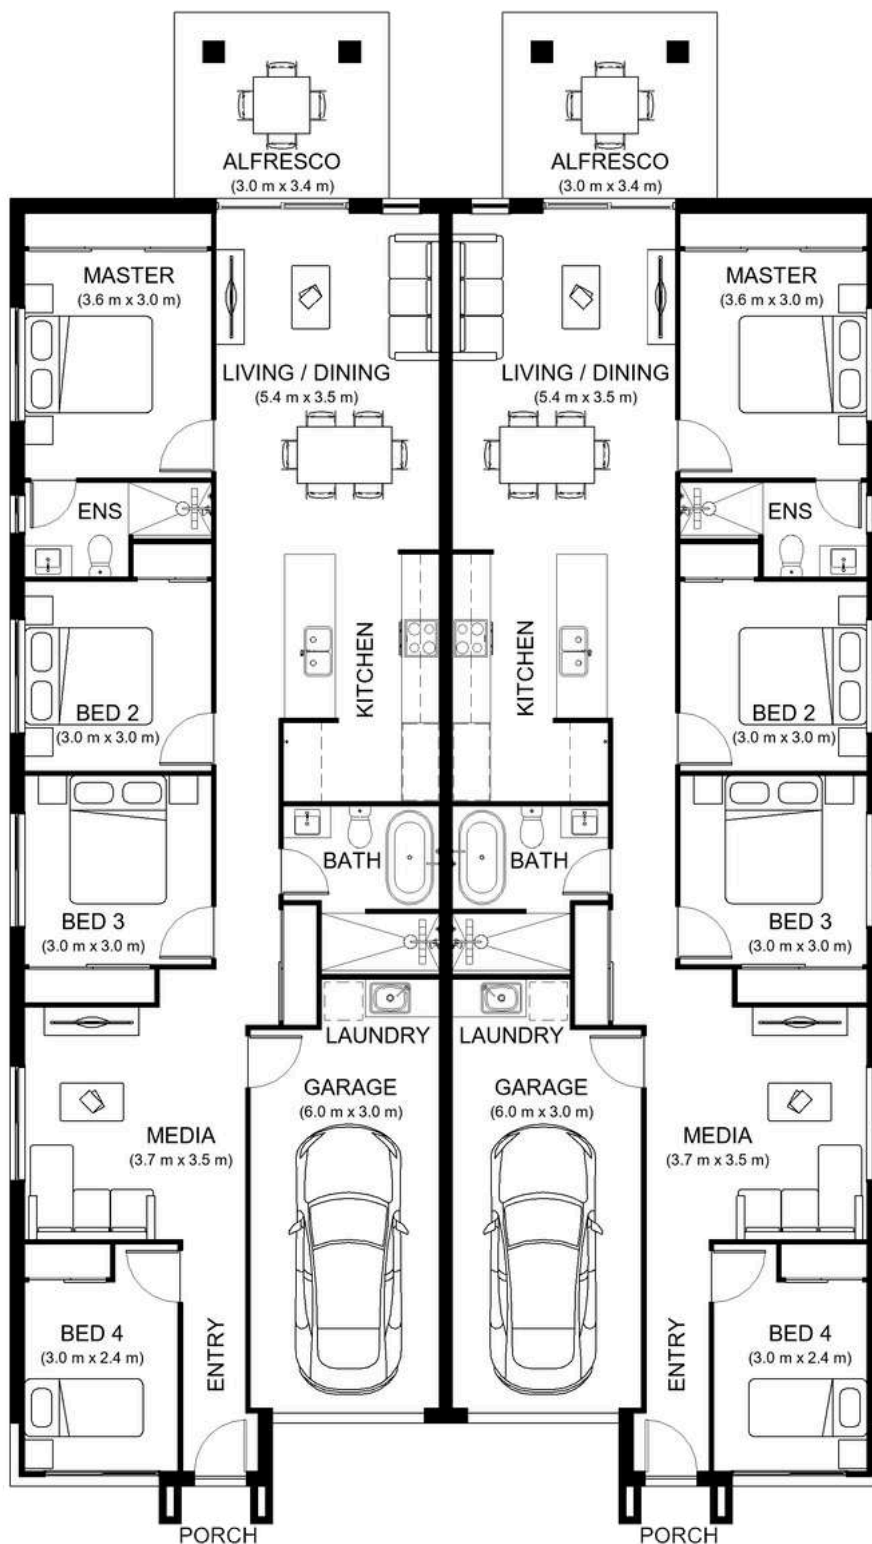 ALFRESCO
(3.0 m x 3.4 m)
ALFRESCO
(3.0 m x 3.4 m)
MASTER
(3.6 m x 3.0 m)
MASTER
(3.6 m x 3.0 m)
LIVING / DINING
(5.4 m x 3.5 m)
LIVING / DINING
(5.4 m x 3.5 m)
ENS
ENS
KITCHEN
KITCHEN
BED 2
(3.0 m x 3.0 m)
BED 2
(3.0 m x 3.0 m)
BATH
BATH
BED 3
(3.0 m x 3.0 m)
BED 3
(3.0 m x 3.0 m)
LAUNDRY
LAUNDRY
GARAGE
(6.0 m x 3.0 m)
GARAGE
(6.0 m x 3.0 m)
MEDIA
(3.7 m x 3.5 m)
MEDIA
(3.7 m x 3.5 m)
BED 4
(3.0 m x 2.4 m)
ENTRY
ENTRY
BED 4
(3.0 m x 2.4 m)
PORCH
PORCH